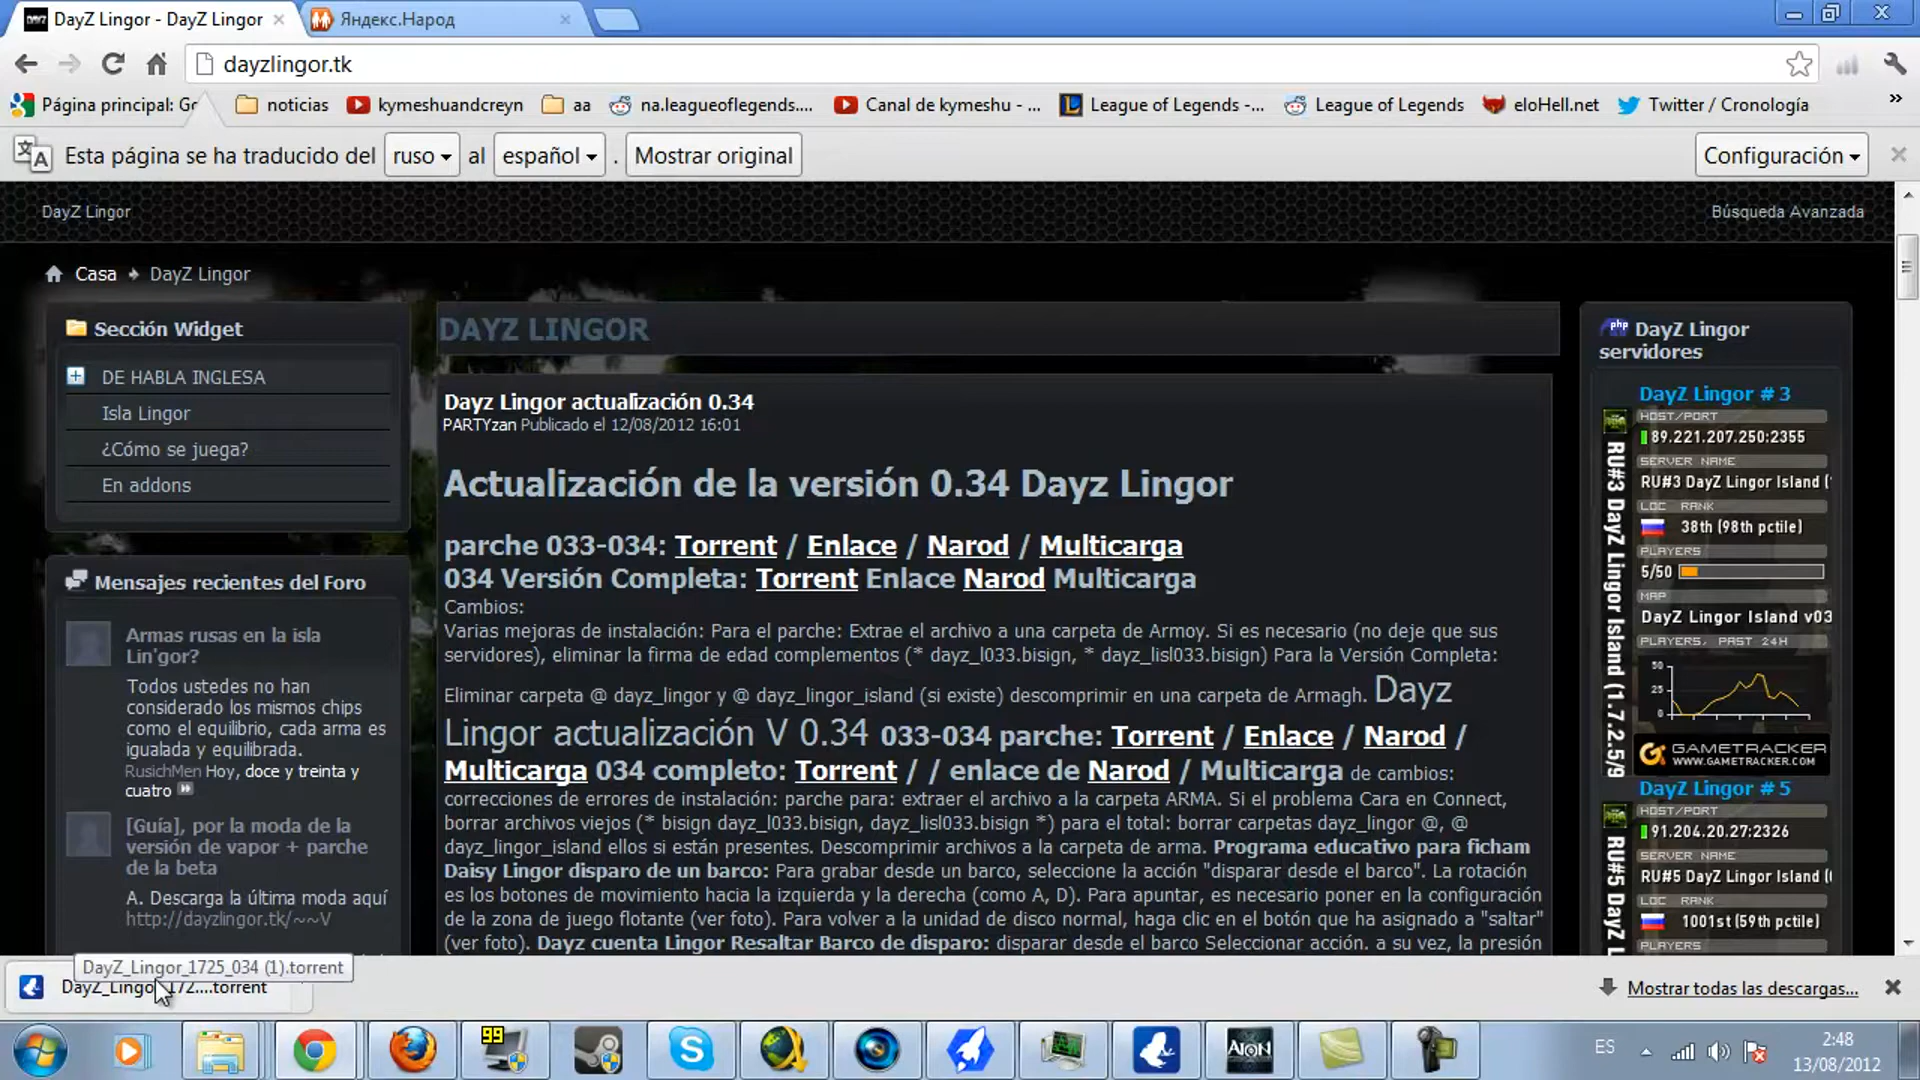 DayZ Lingor - DayZ Lingor
Яндекс.Народ
dayzlingor.tk
Página principal: Go
noticias
kymeshuandcreyn
aa
na.leagueoflegends....
Canal de kymeshu - ...
League of Legends -...
League of Legends
eloHell.net
Twitter / Cronología
»
Esta página se ha traducido del ruso al español . Mostrar original
Configuración
DayZ Lingor
Búsqueda Avanzada
Casa DayZ Lingor
Sección Widget
DE HABLA INGLESA
Isla Lingor
¿Cómo se juega?
En addons
Mensajes recientes del Foro
Armas rusas en la isla
Lin'gor?
Todos ustedes no han
considerado los mismos chips
como el equilibrio, cada arma es
igualada y equilibrada.
RusichMen Hoy, doce y treinta y
cuatro
[Guía], por la moda de la
versión de vapor + parche
de la beta
A. Descarga la última moda aquí
http://dayzlingor.tk/~~V
DAYZ LINGOR
Dayz Lingor actualización 0.34
PARTYzan Publicado el 12/08/2012 16:01
Actualización de la versión 0.34 Dayz Lingor
parche 033-034: Torrent / Enlace / Narod / Multicarga
034 Versión Completa: Torrent Enlace Narod Multicarga
Cambios:
Varias mejoras de instalación: Para el parche: Extrae el archivo a una carpeta de Armoy. Si es necesario (no deje que sus
servidores), eliminar la firma de edad complementos (* dayz_l033.bisign, * dayz_lisl033.bisign) Para la Versión Completa:
Eliminar carpeta @ dayz_lingor y @ dayz_lingor_island (si existe) descomprimir en una carpeta de Armagh. Dayz
Lingor actualización V 0.34 033-034 parche: Torrent / Enlace / Narod /
Multicarga 034 completo: Torrent / / enlace de Narod / Multicarga de cambios:
correcciones de errores de instalación: parche para: extraer el archivo a la carpeta ARMA. Si el problema Cara en Connect,
borrar archivos viejos (* bisign dayz_l033.bisign, dayz_lisl033.bisign *) para el total: borrar carpetas dayz_lingor @, @
dayz_lingor_island ellos si están presentes. Descomprimir archivos a la carpeta de arma. Programa educativo para ficham
Daisy Lingor disparo de un barco: Para grabar desde un barco, seleccione la acción "disparar desde el barco". La rotación
es los botones de movimiento hacia la izquierda y la derecha (como A, D). Para apuntar, es necesario poner en la configuración
de la zona de juego flotante (ver foto). Para volver a la unidad de disco normal, haga clic en el botón que ha asignado a "saltar"
(ver foto). Dayz cuenta Lingor Resaltar Barco de disparo: disparar desde el barco Seleccionar acción. a su vez, la presión
php DayZ Lingor
servidores
DayZ Lingor # 3
HOST/PORT
89.221.207.250:2355
SERVER NAME
RU#3 DayZ Lingor Island (
LOC RANK
38th (98th pctile)
PLAYERS
5/50
MAP
DayZ Lingor Island v03
PLAYERS, PAST 24H
50
25
0
GAMETRACKER
WWW.GAMETRACKER.COM
RU#3 DayZ Lingor Island (1.7.2.5/9
DayZ Lingor # 5
HOST/PORT
91.204.20.27:2326
SERVER NAME
RU#5 DayZ Lingor Island (
LOC RANK
1001st (59th pctile)
PLAYERS
RU#5 DayZ L
DayZ_Lingor_1725_034 (1).torrent
DayZ_Lingo 172....torrent
Mostrar todas las descargas...
99
AION
ES
2:48
13/08/2012